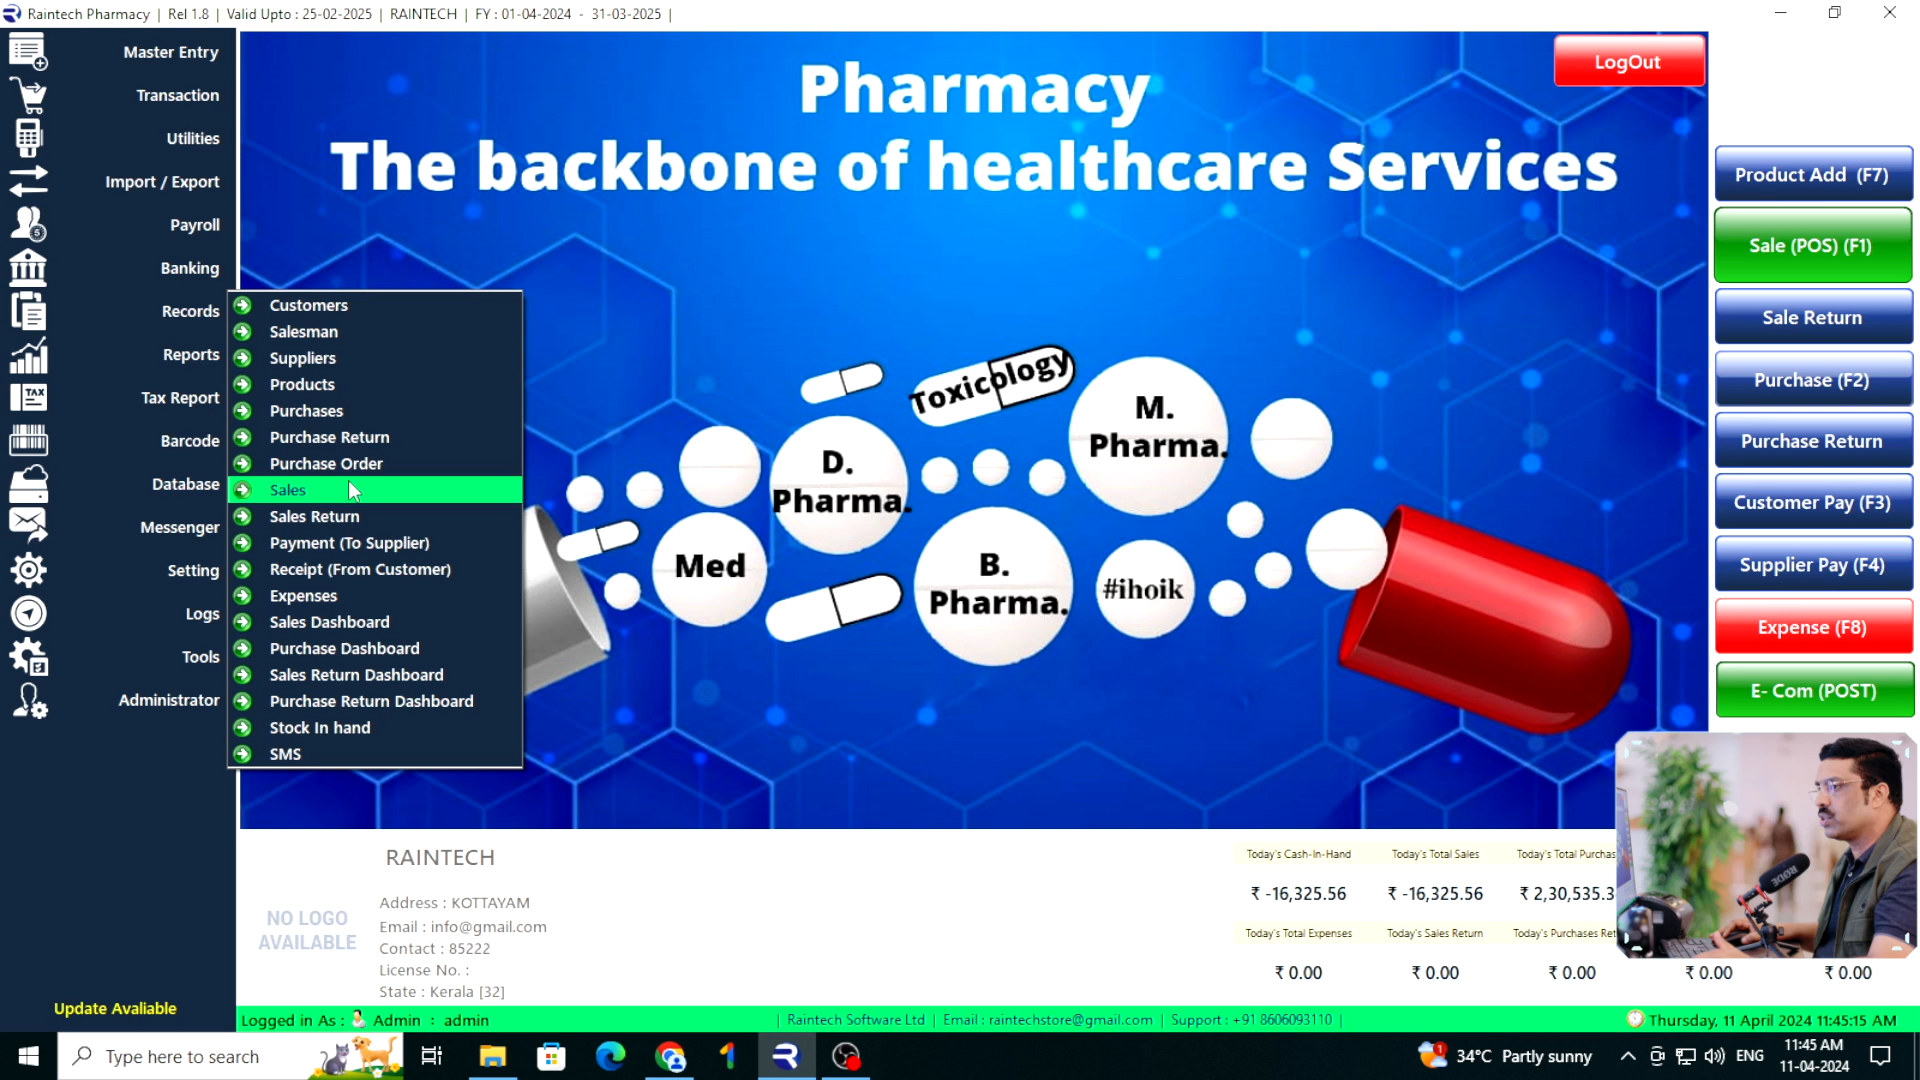 Raintech Pharmacy | Rel 1.8 | Valid Upto : 25-02-2025 | RAINTECH | FY : 01-04-2024 - 31-03-2025 |
Master Entry
Transaction
Utilities
Import / Export
Payroll
Banking
Records
Reports
Tax Report
TAX
Barcode
Database
Messenger
Setting
Logs
Tools
Administrator
Update Avaliable
Customers
Salesman
Suppliers
Products
Purchases
Purchase Return
Purchase Order
Sales
Sales Return
Payment (To Supplier)
Receipt (From Customer)
Expenses
Sales Dashboard
Purchase Dashboard
Sales Return Dashboard
Purchase Return Dashboard
Stock In hand
SMS
Pharmacy
The backbone of healthcare Services
Toxicology
D.
Pharma.
M.
Pharma.
Med
B.
Pharma.
#ihoik
LogOut
Product Add (F7)
Sale (POS) (F1)
Sale Return
Purchase (F2)
Purchase Return
Customer Pay (F3)
Supplier Pay (F4)
Expense (F8)
E- Com (POST)
RODE
NO LOGO
AVAILABLE
RAINTECH
Address : KOTTAYAM
Email : info@gmail.com
Contact : 85222
License No. :
State : Kerala [32]
Today's Cash-In-Hand Today's Total Sales Today's Total Purchas
₹ -16,325.56 ₹ -16,325.56 ₹ 2,30,535.3
Today's Total Expenses Today's Sales Return Today's Purchases Ret
₹ 0.00 ₹ 0.00 ₹ 0.00 ₹ 0.00 ₹ 0.00
Logged in As : Admin : admin
| Raintech Software Ltd | Email : raintechstore@gmail.com | Support : +91 8606093110 |
Thursday, 11 April 2024 11:45:15 AM
Type here to search
1
34°C Partly sunny
ENG
11:45 AM
11-04-2024